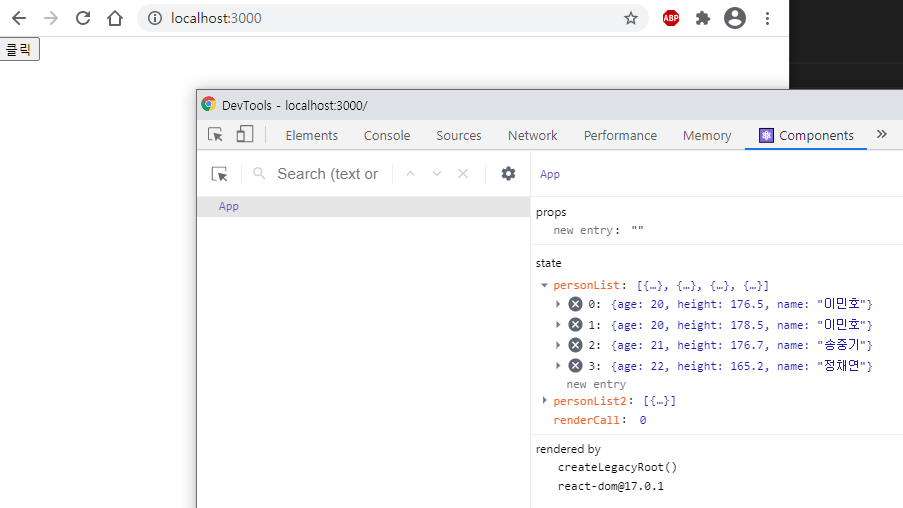 localhost:3000
ABP
클릭
DevTools - localhost:3000/
Elements Console Sources Network Performance Memory Components »
Search (text or
App
App
props
new entry: ""
state
personList: [{…}, {…}, {…}, {…}]
0: {age: 20, height: 176.5, name: "이민호"}
1: {age: 20, height: 178.5, name: "이민호"}
2: {age: 21, height: 176.7, name: "송중기"}
3: {age: 22, height: 165.2, name: "정채연"}
new entry
personList2: [{…}]
renderCall: 0
rendered by
createLegacyRoot()
react-dom@17.0.1